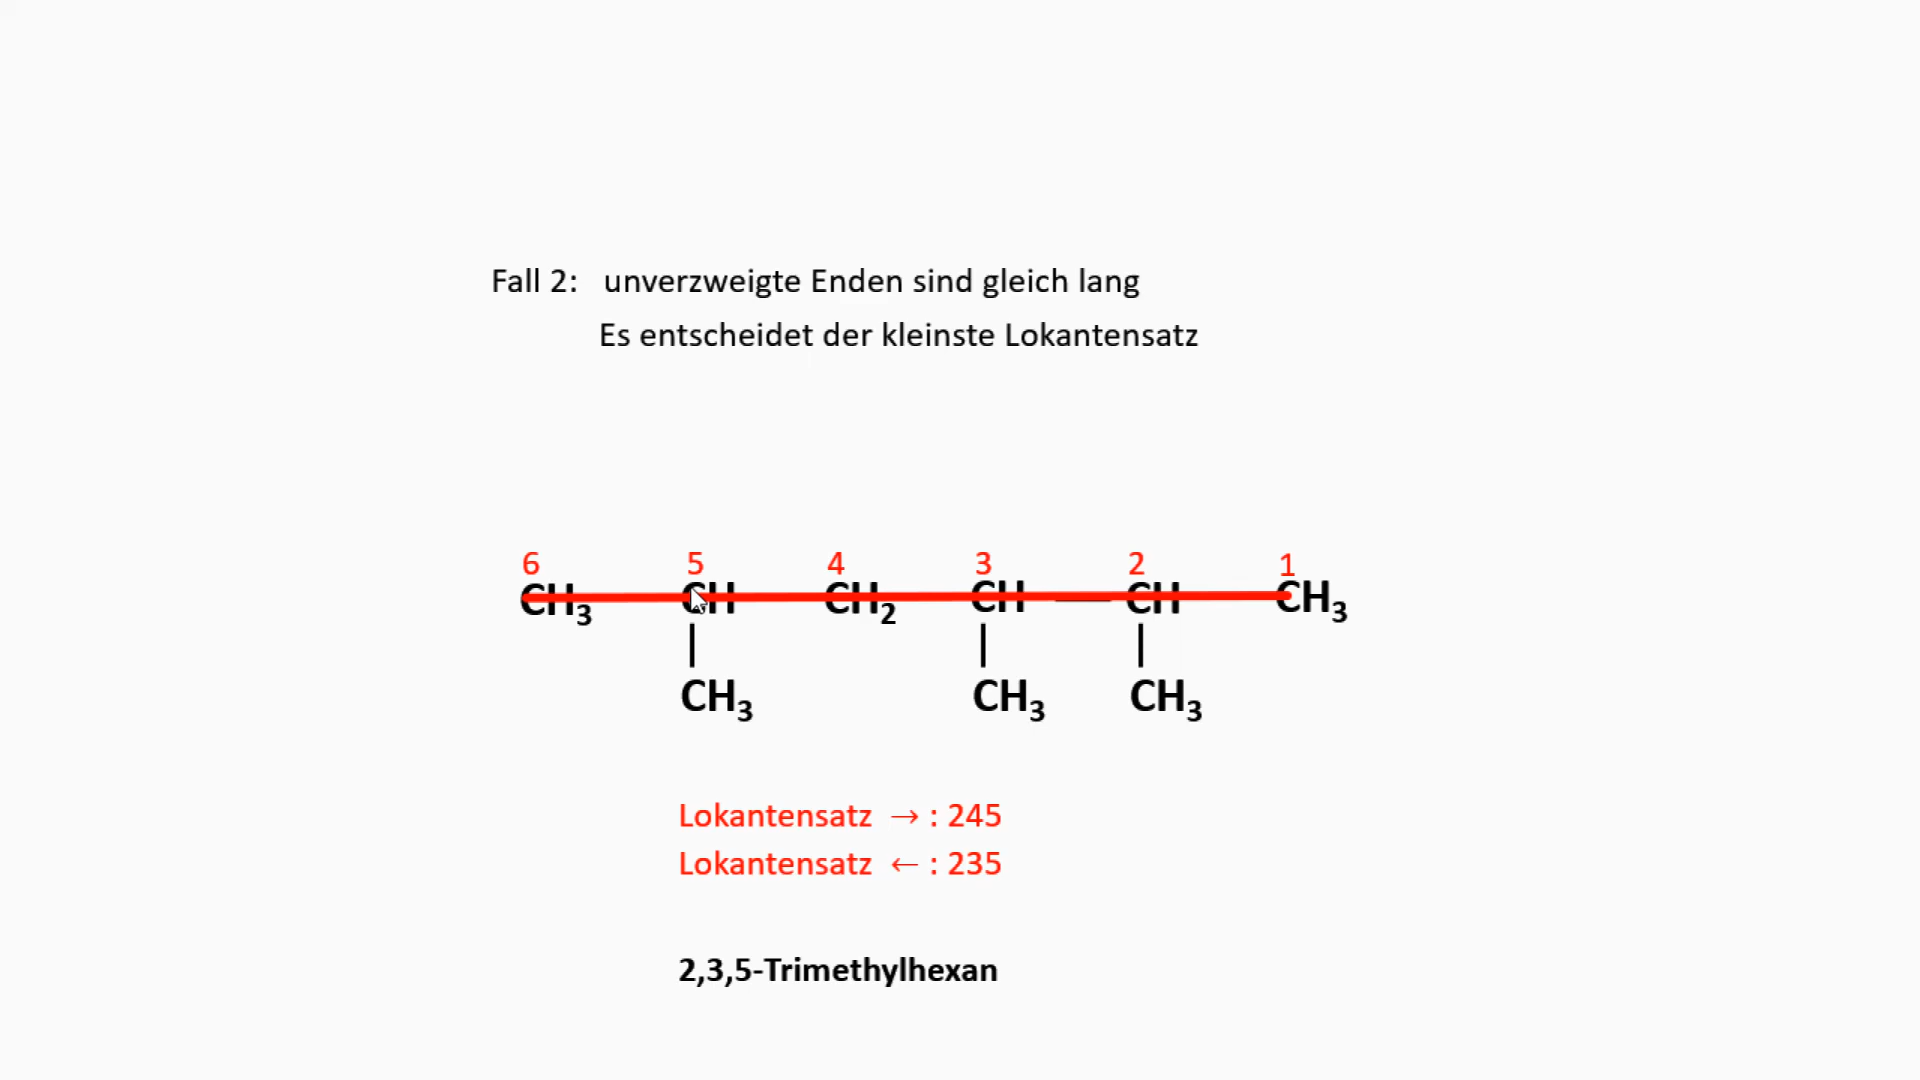 Fall 2: unverzweigte Enden sind gleich lang
Es entscheidet der kleinste Lokantensatz
6 5 4 3 2 1
CH₃ CH CH₂ CH CH CH₃
CH₃ CH₃ CH₃
Lokantensatz → : 245
Lokantensatz ← : 235
2,3,5-Trimethylhexan